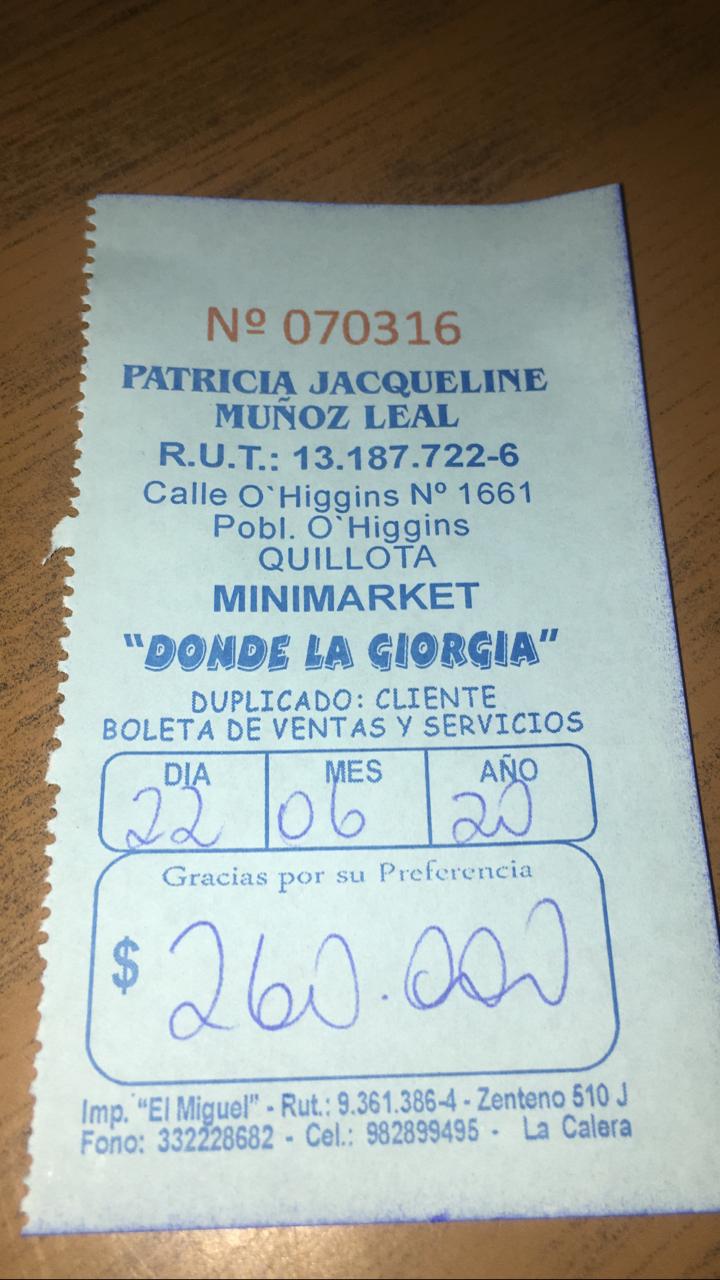 Nº 070316
PATRICIA JACQUELINE
MUÑOZ LEAL
R.U.T.: 13.187.722-6
Calle O`Higgins Nº 1661
Pobl. O`Higgins
QUILLOTA
MINIMARKET
"DONDE LA GIORGIA"
DUPLICADO: CLIENTE
BOLETA DE VENTAS Y SERVICIOS
DIA MES AÑO
22 06 20
Gracias por su Preferencia
$ 260.000
Imp. "El Miguel" - Rut.: 9.361.386-4 - Zenteno 510 J
Fono: 332228682 - Cel.: 982899495 - La Calera